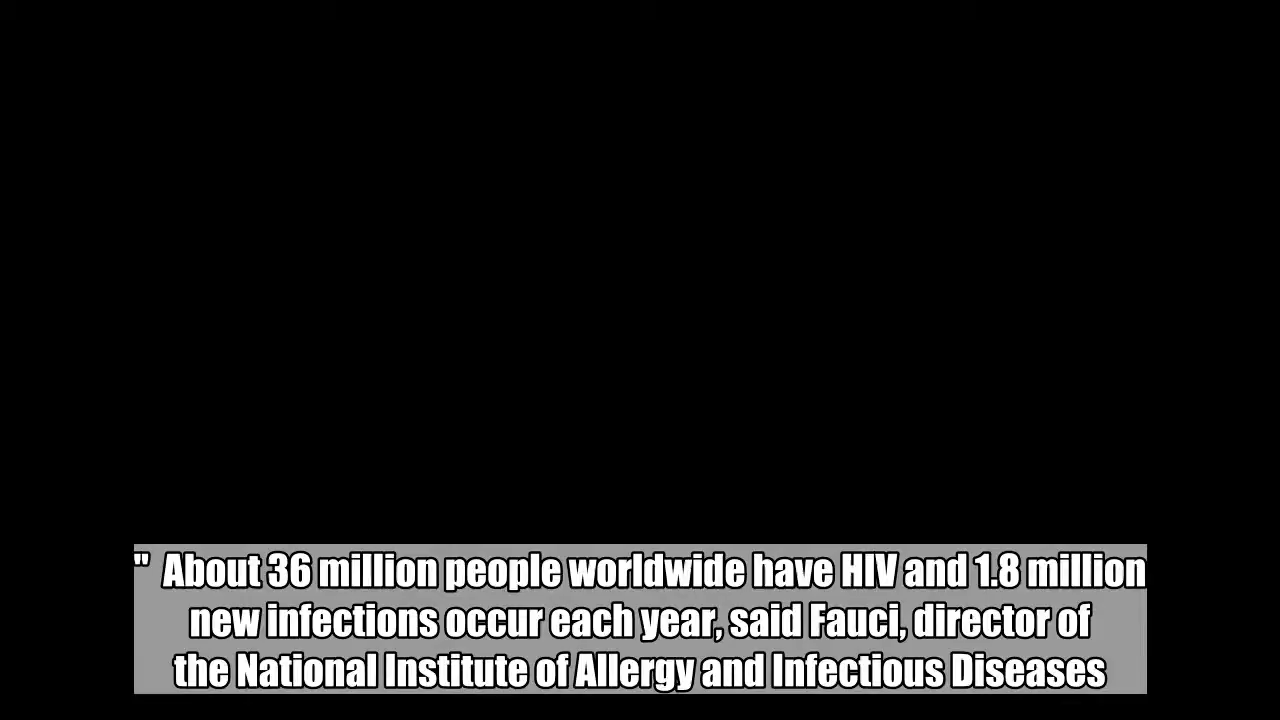 " About 36 million people worldwide have HIV and 1.8 million
new infections occur each year, said Fauci, director of
the National Institute of Allergy and Infectious Diseases